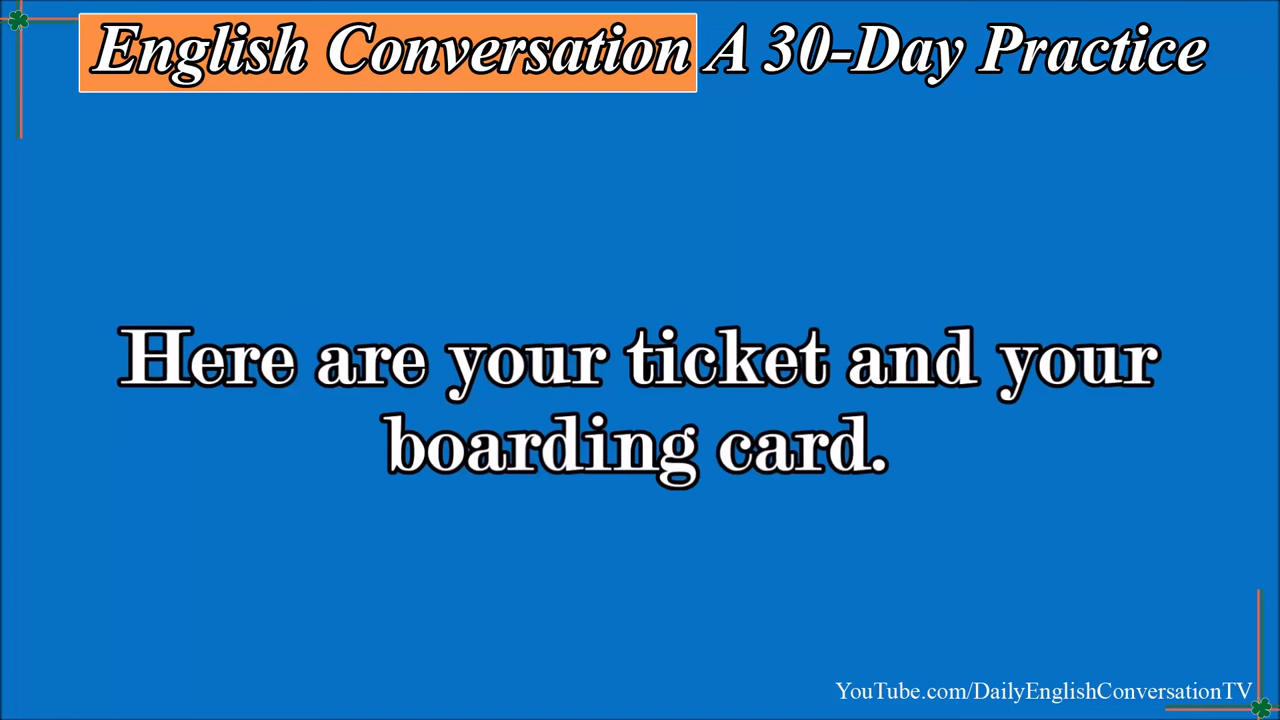 English Conversation A 30-Day Practice
Here are your ticket and your
boarding card.
YouTube.com/DailyEnglishConversationTV